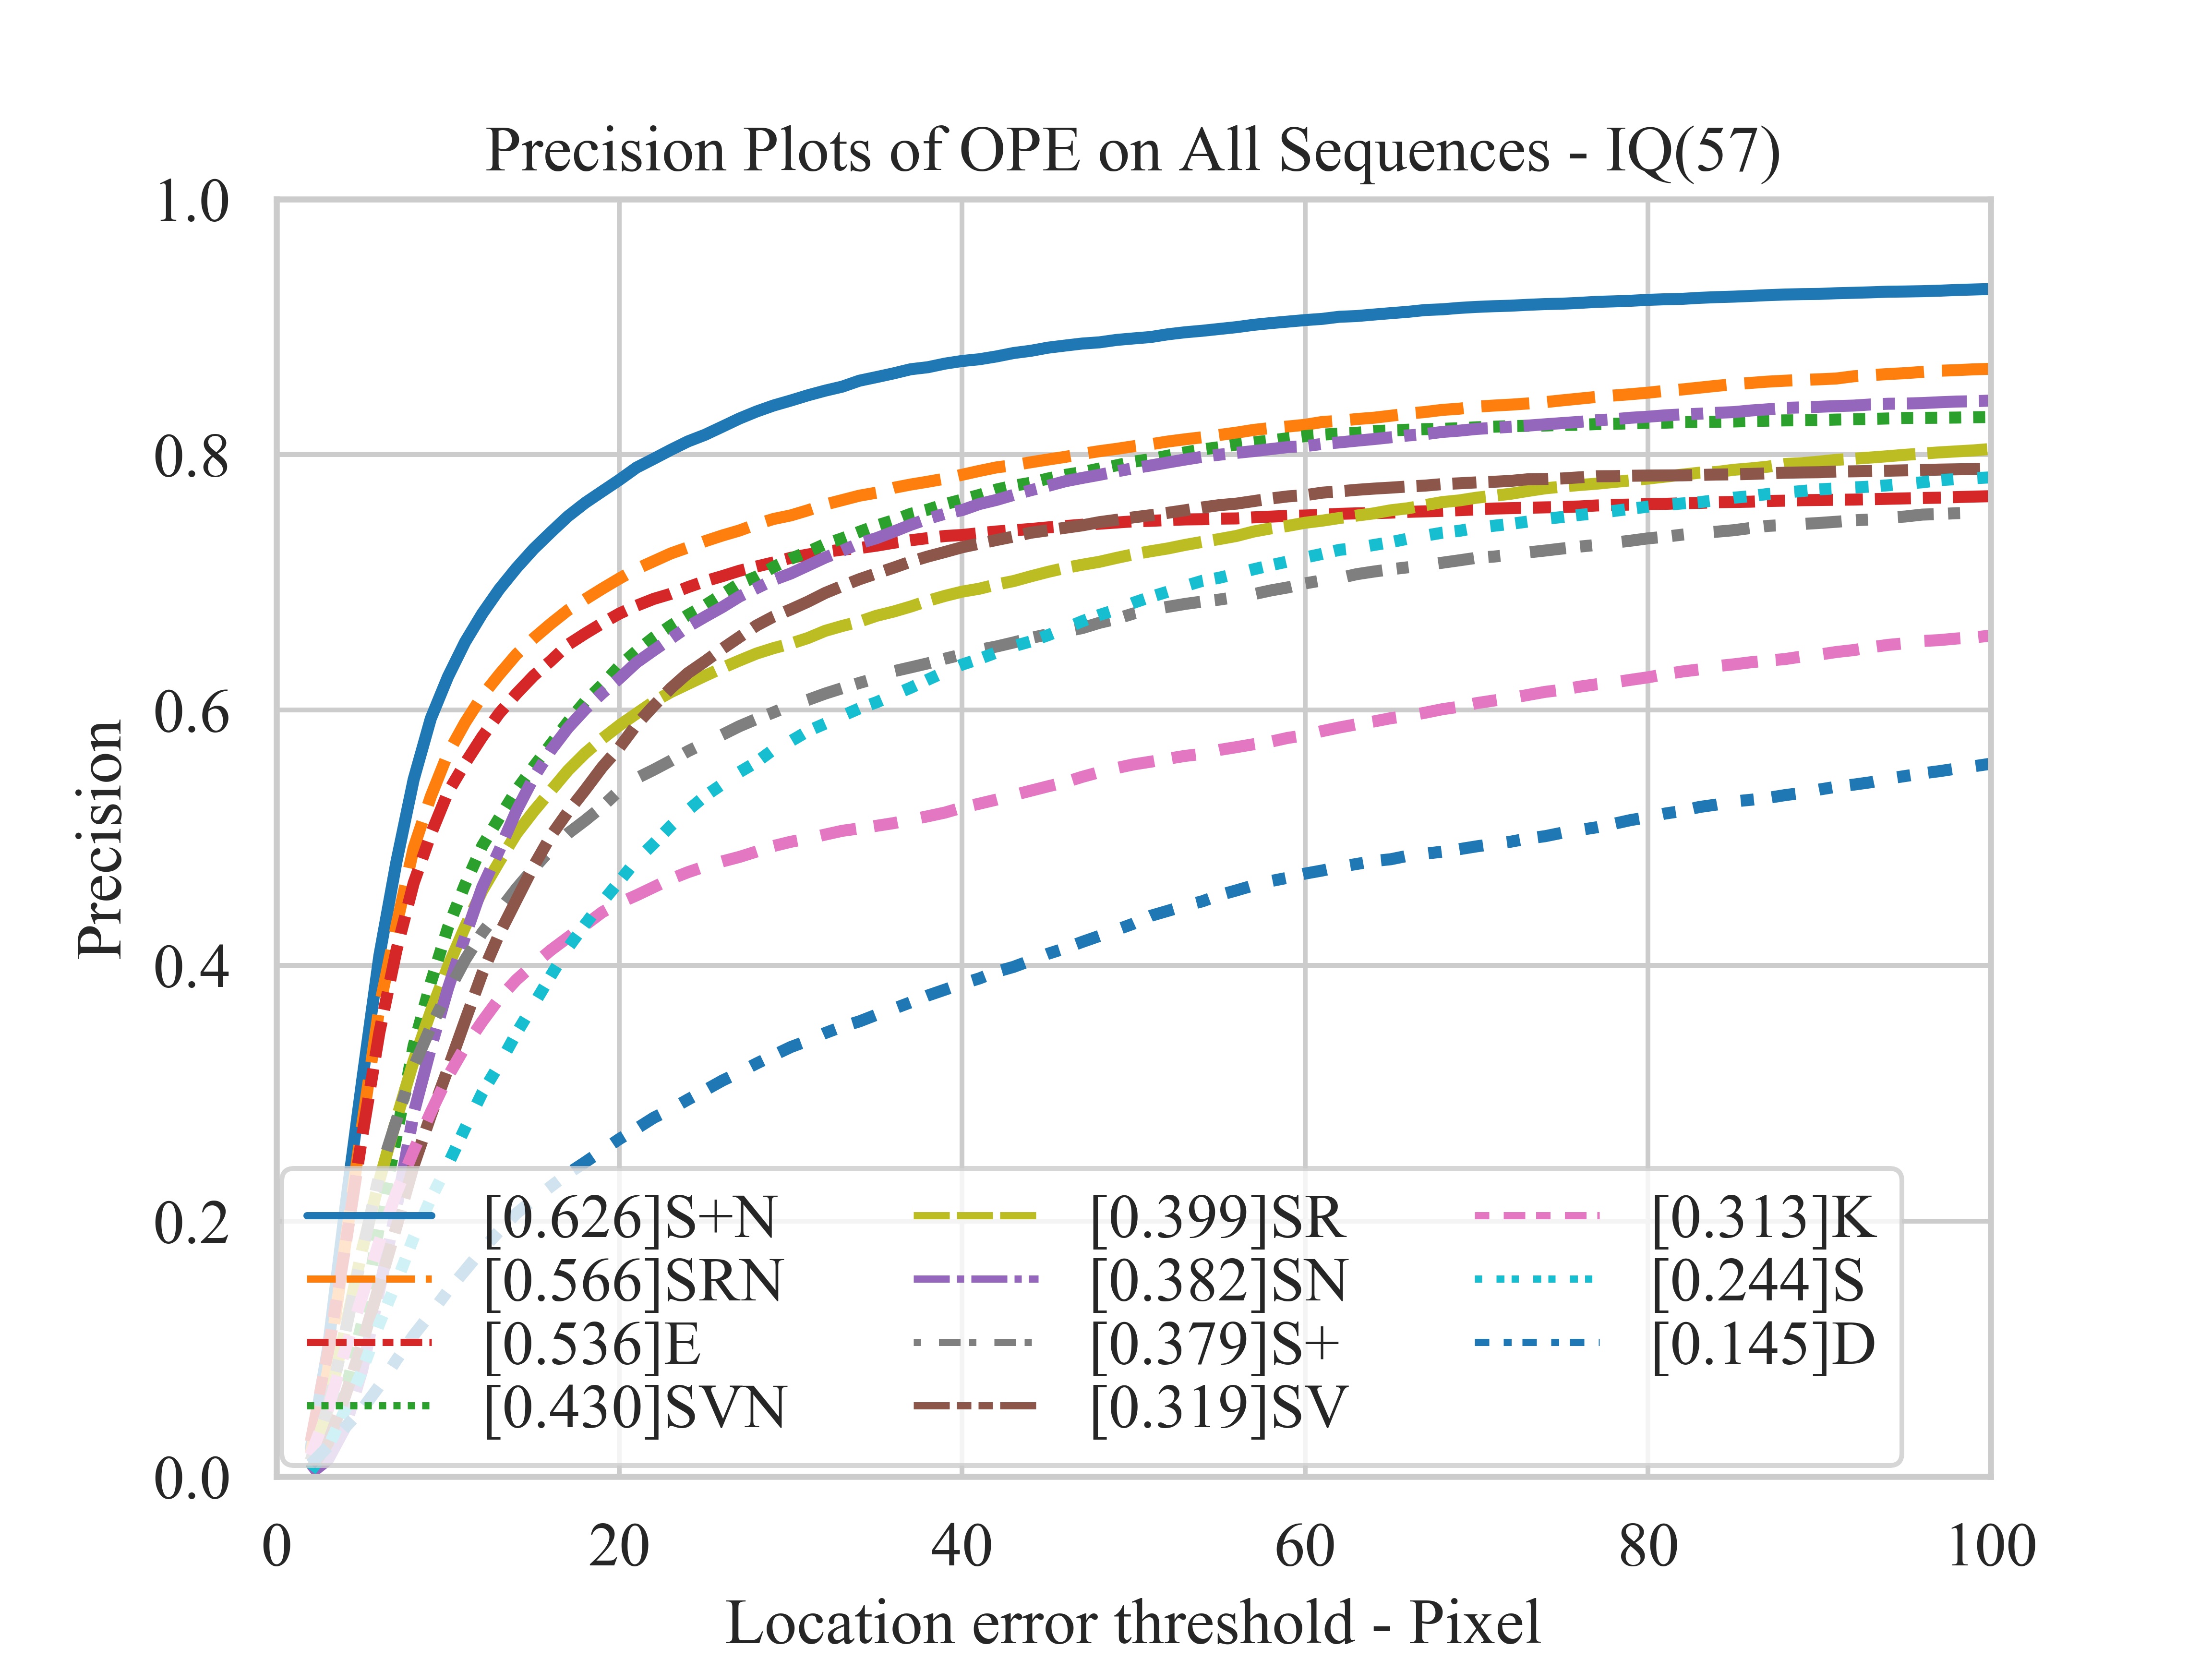 Precision Plots of OPE on All Sequences - IQ(57)
1.0
0.8
0.6
0.4
0.2
0.0
Precision
[0.626]S+N
[0.566]SRN
[0.536]E
[0.430]SVN
[0.399]SR
[0.382]SN
[0.379]S+
[0.319]SV
[0.313]K
[0.244]S
[0.145]D
0 20 40 60 80 100
Location error threshold - Pixel